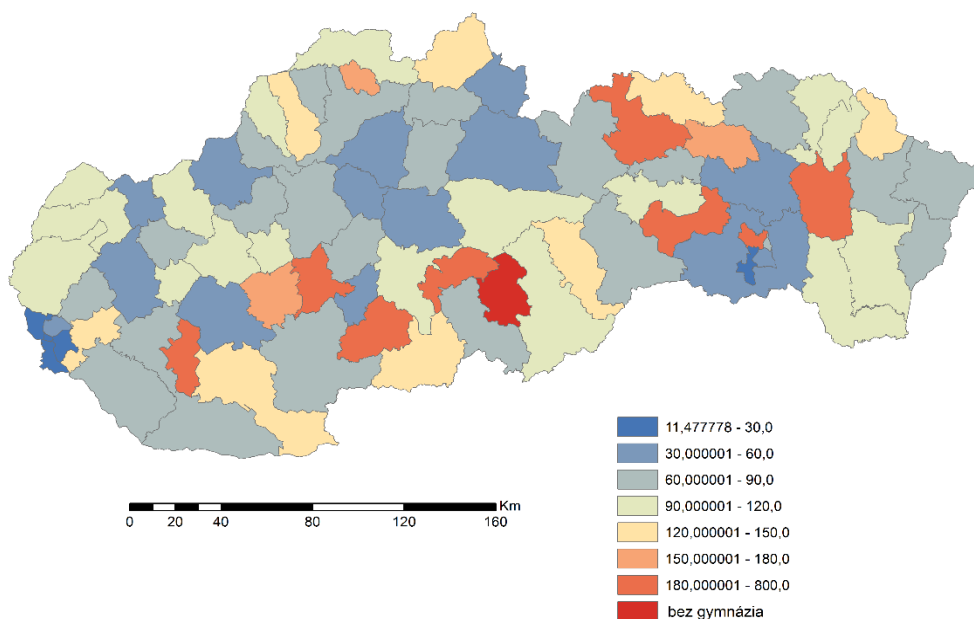 11,477778 - 30,0
30,000001 - 60,0
60,000001 - 90,0
90,000001 - 120,0
120,000001 - 150,0
150,000001 - 180,0
180,000001 - 800,0
bez gymnázia
Km
0 20 40 80 120 160